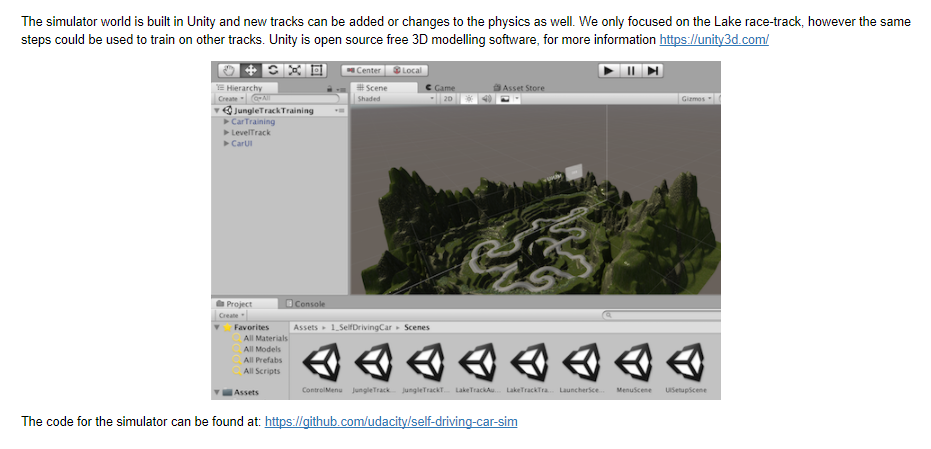 The simulator world is built in Unity and new tracks can be added or changes to the physics as well. We only focused on the Lake race-track, however the same
steps could be used to train on other tracks. Unity is open source free 3D modelling software, for more information https://unity3d.com/
Center Local
Hierarchy
Create All
JungleTrackTraining
CarTraining
LevelTrack
CarUI
Scene Game Asset Store
Shaded 2D Gizmos
Project Console
Create
Favorites
All Materials
All Models
All Prefabs
All Scripts
Assets
Assets 1_SelfDrivingCar Scenes
ControlMenu JungleTrack... JungleTrackT... LakeTrackAu... LakeTrackTra... LauncherSce... MenuScene UISetupScene
The code for the simulator can be found at: https://github.com/udacity/self-driving-car-sim